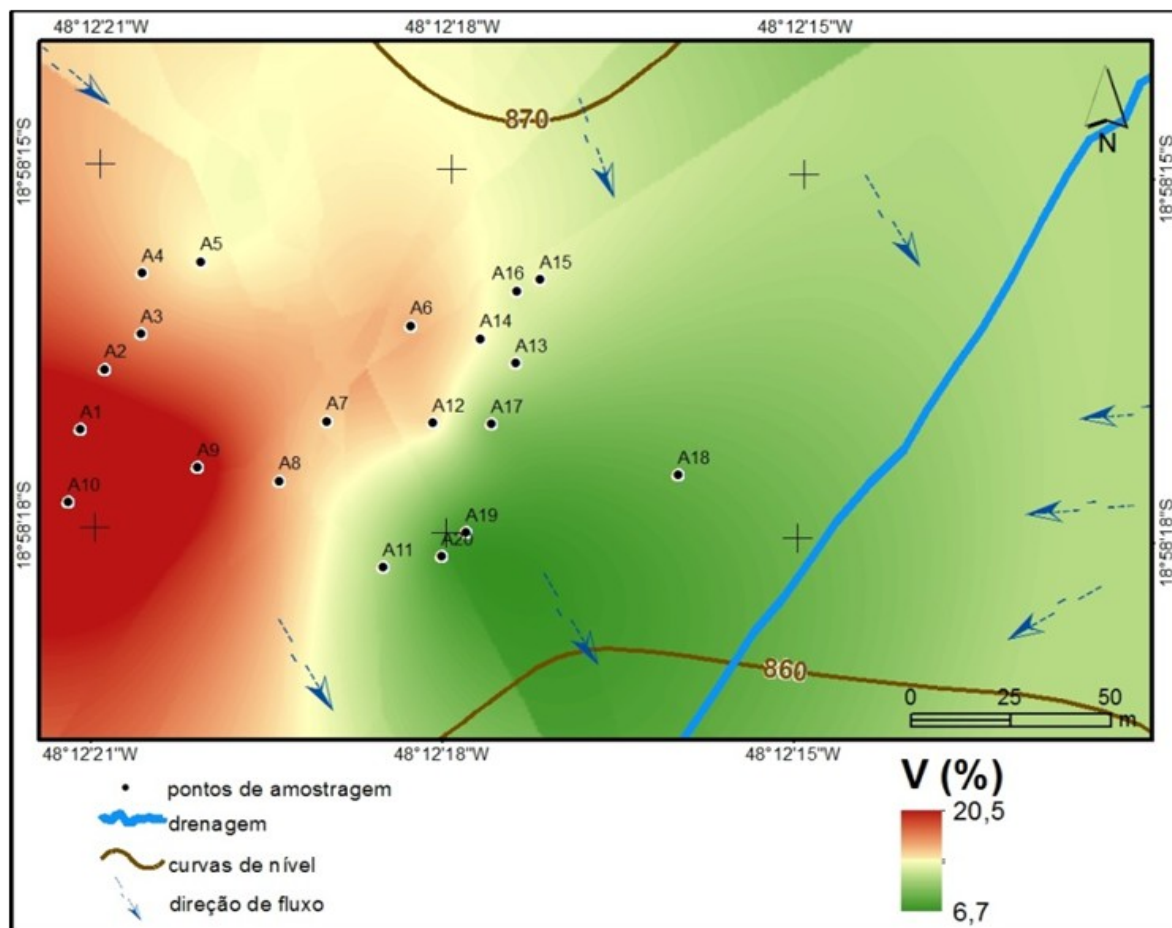 48°12'21"W 48°12'18"W 48°12'15"W
870
N
18°58'15"S 18°58'15"S
A5
A4
A15
A16
A6
A3
A14
A13
A2
A7
A12
A17
A1
A9
A8
A18
A10
18°58'18"S 18°58'18"S
A19
A20
A11
860
0 25 50
m
48°12'21"W 48°12'18"W 48°12'15"W
pontos de amostragem
drenagem
curvas de nível
direção de fluxo
V (%)
20,5
6,7